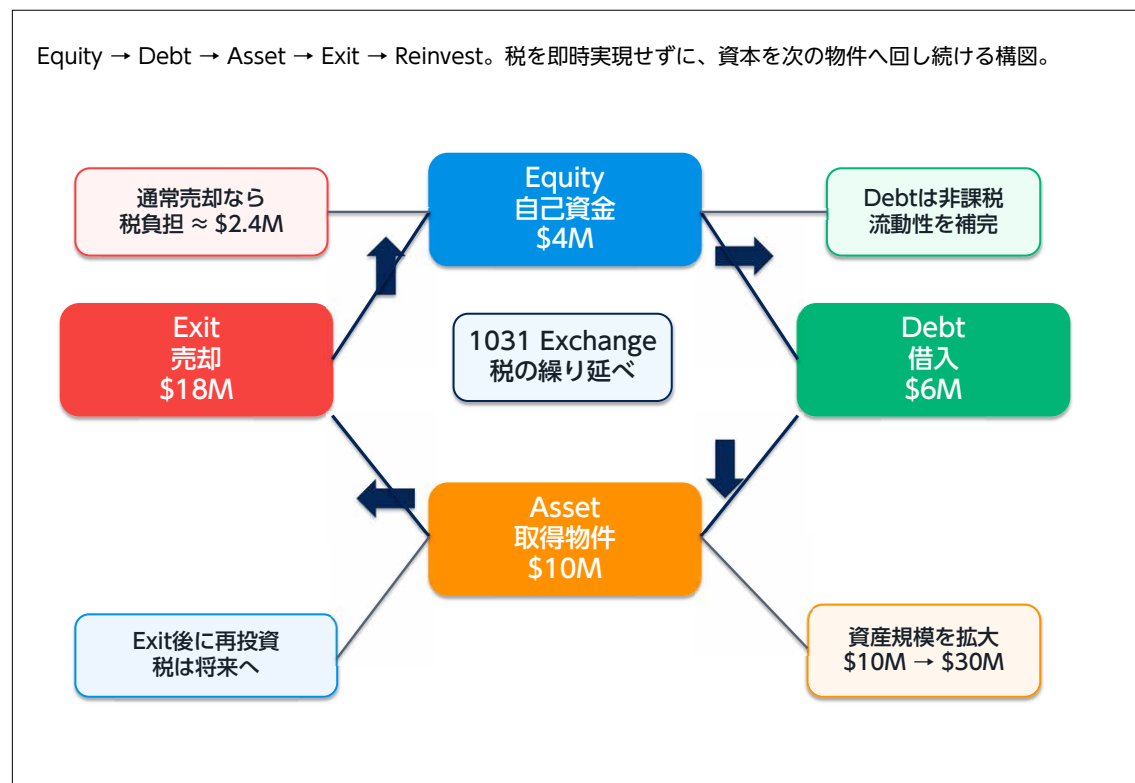 Equity → Debt → Asset → Exit → Reinvest。税を即時実現せずに、資本を次の物件へ回し続ける構図。
通常売却なら
税負担 ≈ $2.4M
Equity
自己資金
$4M
Debtは非課税
流動性を補完
Exit
売却
$18M
1031 Exchange
税の繰り延べ
Debt
借入
$6M
Asset
取得物件
$10M
Exit後に再投資
税は将来へ
資産規模を拡大
$10M → $30M